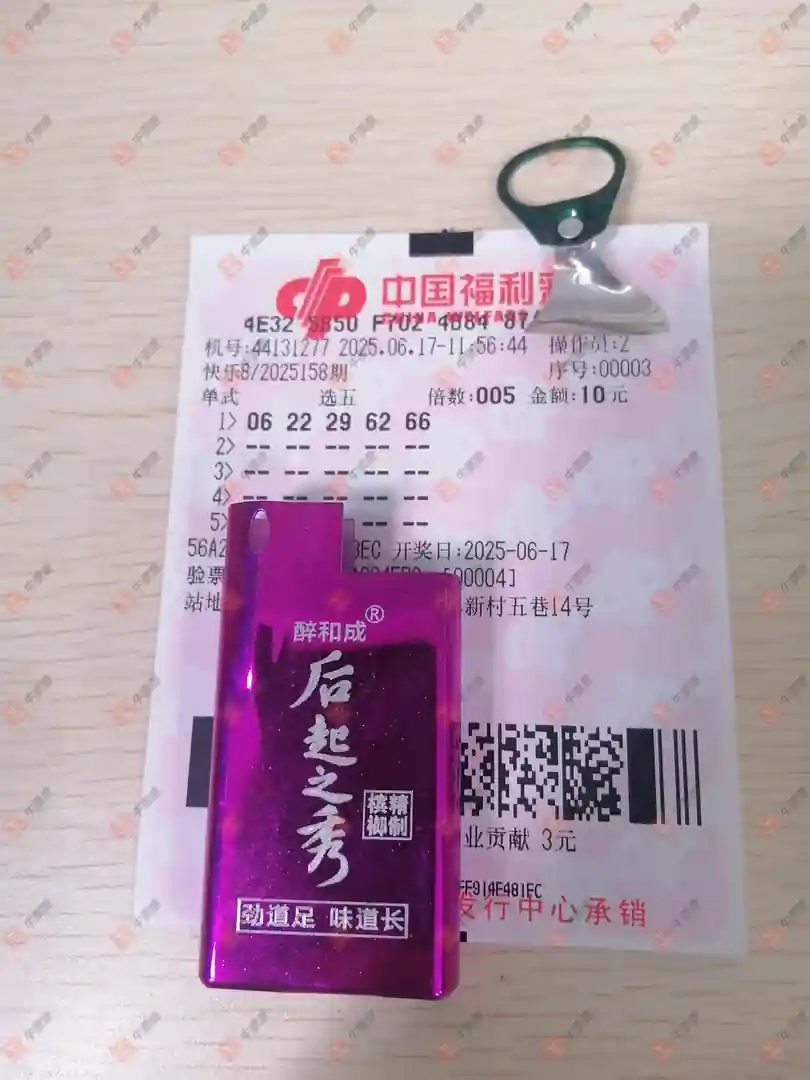 中国福利彩
4E32 5B50 F702 4D84 87
机号:44131277 2025.06.17-11:56:44 操作员:2
快乐8/2025158期 序号:00003
单式 选五 倍数:005 金额:10元
1> 06 22 29 62 66
2> -- -- -- -- --
3> -- -- -- -- --
4> -- -- -- -- --
5> -- --
56A2 BEC 开奖日:2025-06-17
验票 00004]
站地 新村五巷14号
业贡献 3元
FE914F481EC
发行中心承销
醉和成®
后起之秀
精制槟榔
劲道足 味道长